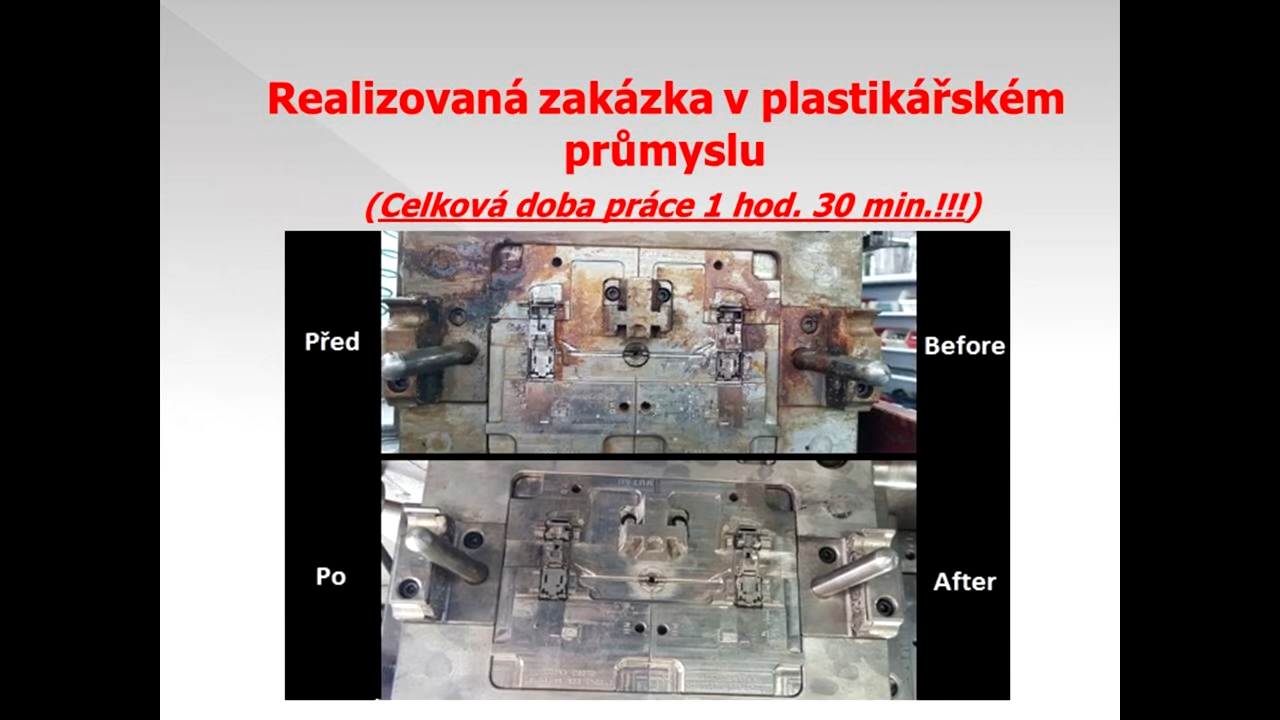 Realizovaná zakázka v plastikářském
průmyslu
(Celková doba práce 1 hod. 30 min.!!!)
Před
Before
Po
After